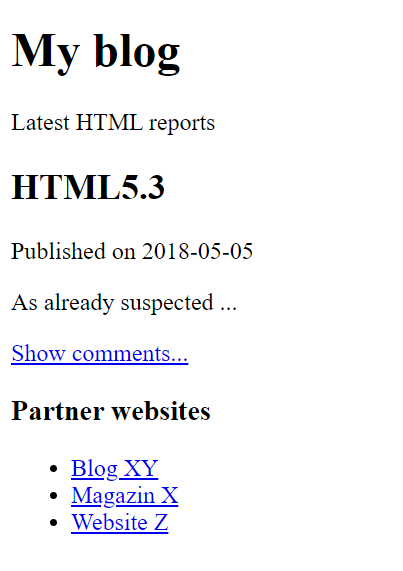 My blog
Latest HTML reports
HTML5.3
Published on 2018-05-05
As already suspected ...
Show comments...
Partner websites
Blog XY
Magazin X
Website Z